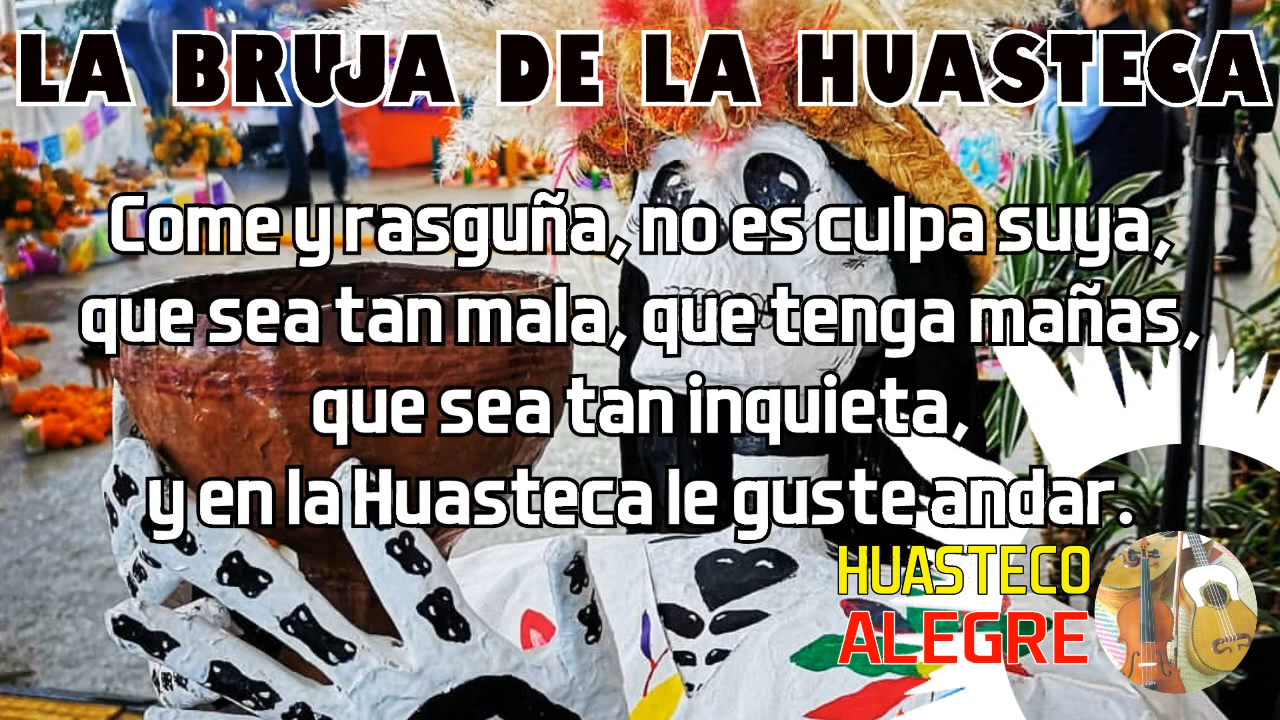 LA BRUJA DE LA HUASTECA
Come y rasguña, no es culpa suya,
que sea tan mala, que tenga mañas,
que sea tan inquieta,
y en la Huasteca le guste andar.
HUASTECO
ALEGRE